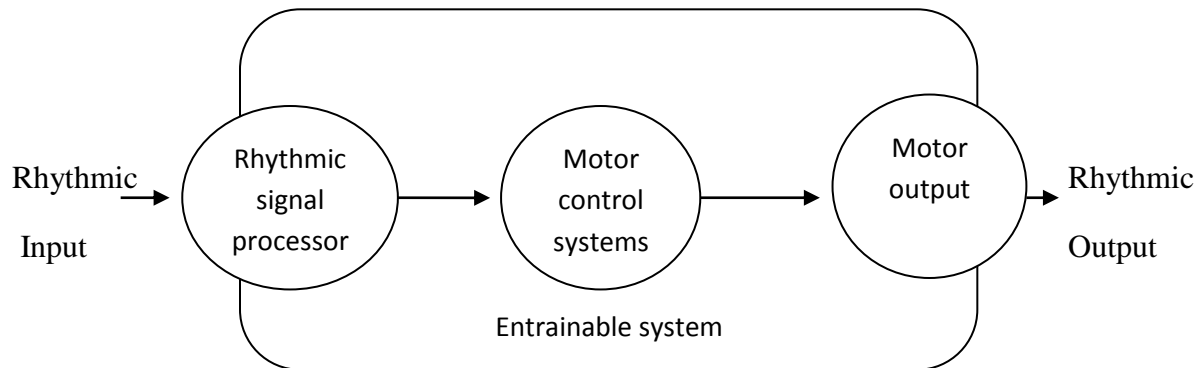 Rhythmic
Input
Rhythmic
signal
processor
Motor
control
systems
Motor
output
Rhythmic
Output
Entrainable system